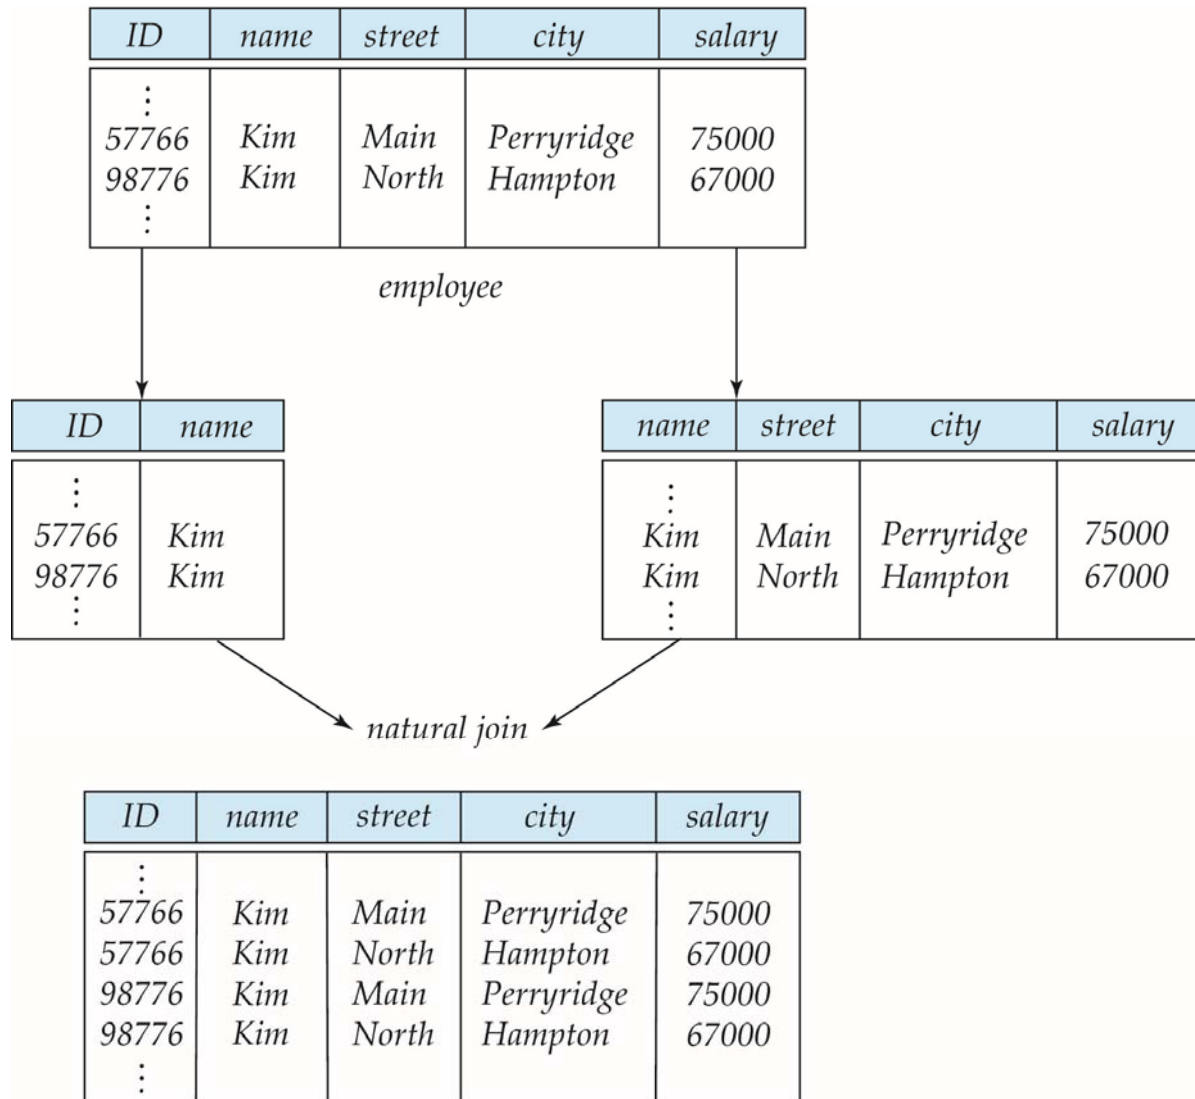 ID name street city salary
⋮
57766 Kim Main Perryridge 75000
98776 Kim North Hampton 67000
⋮
employee
ID name
⋮
57766 Kim
98776 Kim
⋮
name street city salary
⋮
Kim Main Perryridge 75000
Kim North Hampton 67000
⋮
natural join
ID name street city salary
⋮
57766 Kim Main Perryridge 75000
57766 Kim North Hampton 67000
98776 Kim Main Perryridge 75000
98776 Kim North Hampton 67000
⋮